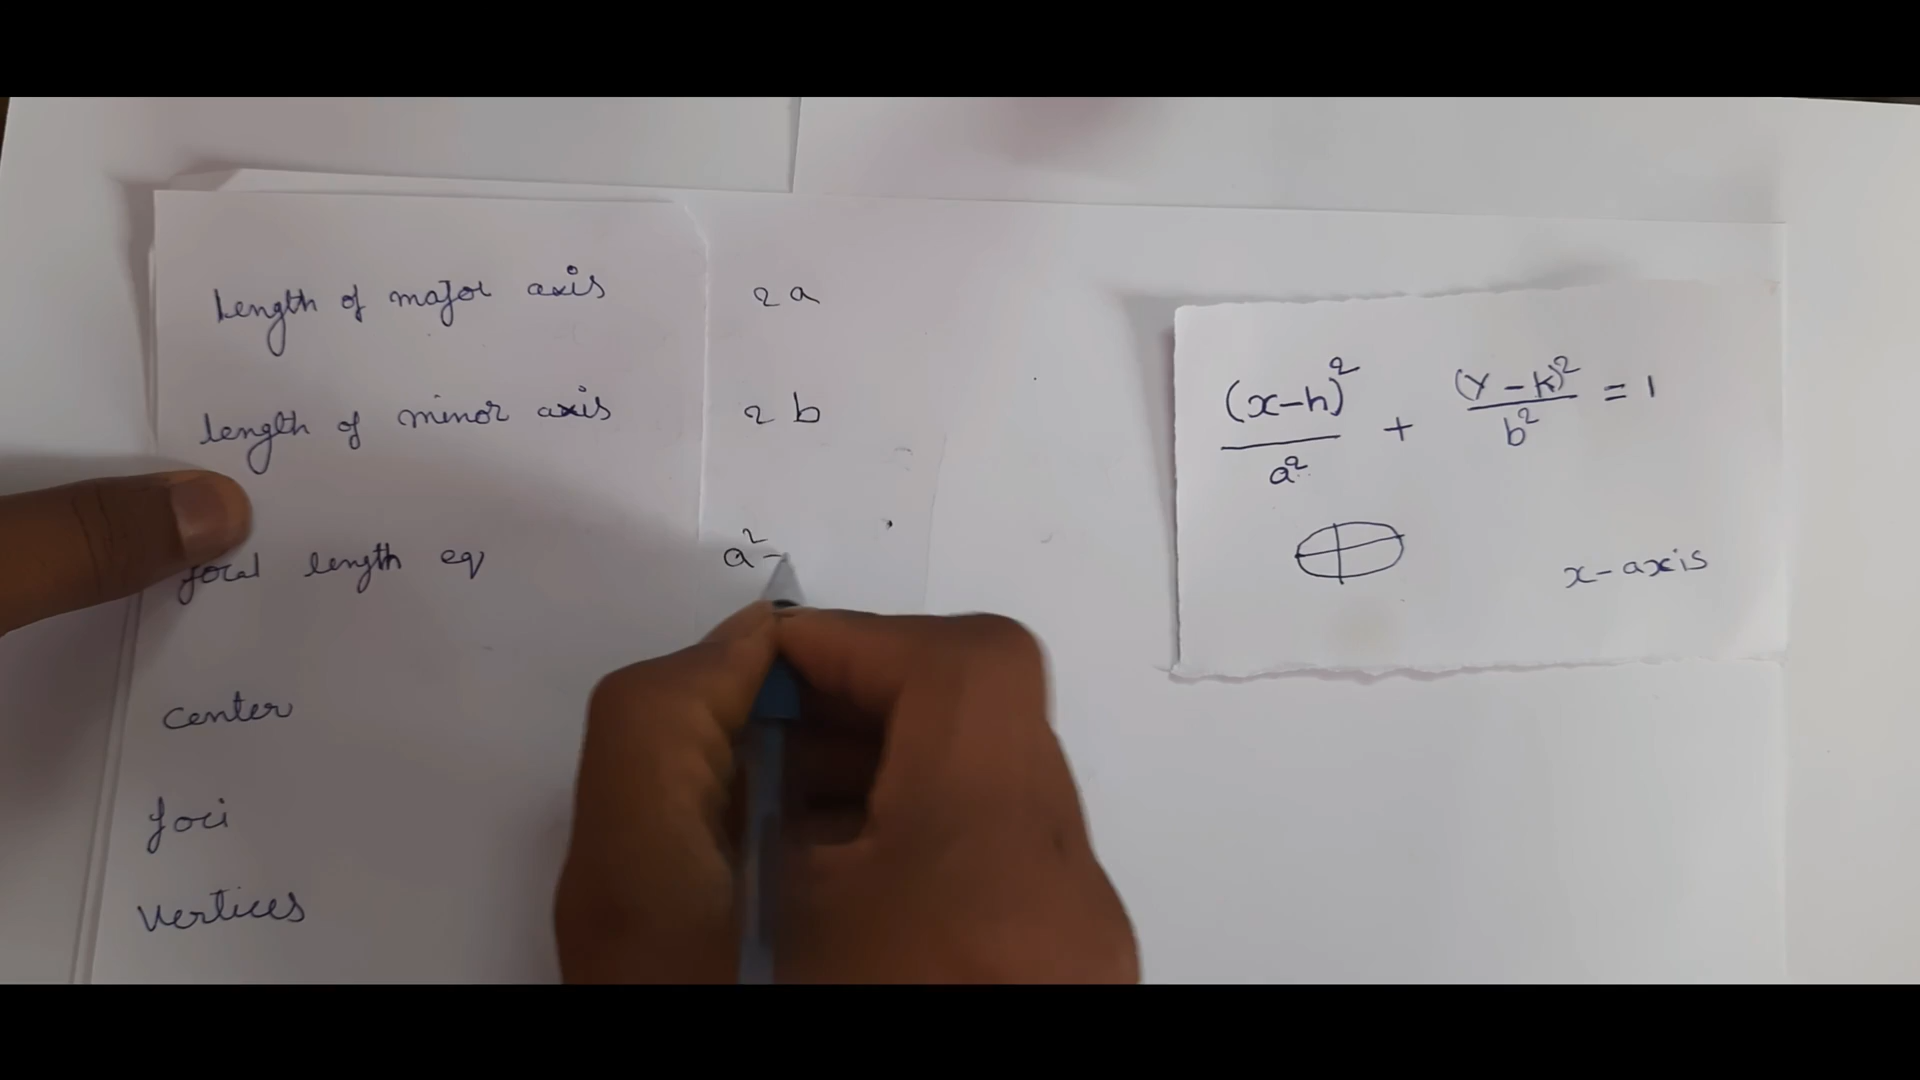 Length of major axis 2a
length of minor axis 2b
focal length eq a² -
center
foci
vertices
(x-h)² / a² + (y-k)² / b² = 1
x-axis